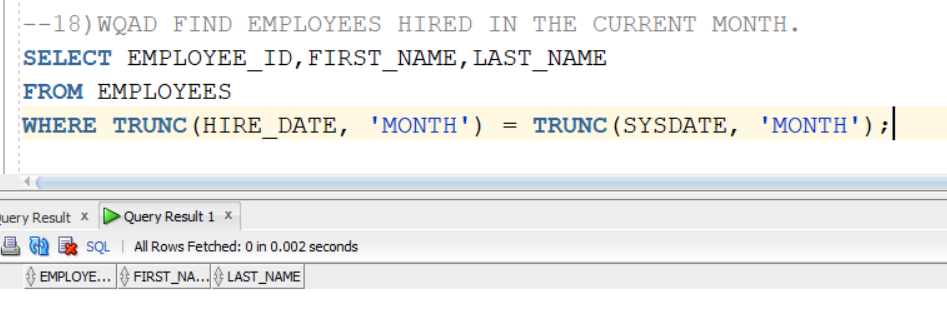 --18)WQAD FIND EMPLOYEES HIRED IN THE CURRENT MONTH.
SELECT EMPLOYEE_ID,FIRST_NAME,LAST_NAME
FROM EMPLOYEES
WHERE TRUNC(HIRE_DATE, 'MONTH') = TRUNC(SYSDATE, 'MONTH');
uery Result x Query Result 1 x
SQL | All Rows Fetched: 0 in 0.002 seconds
EMPLOYE... FIRST_NA... LAST_NAME